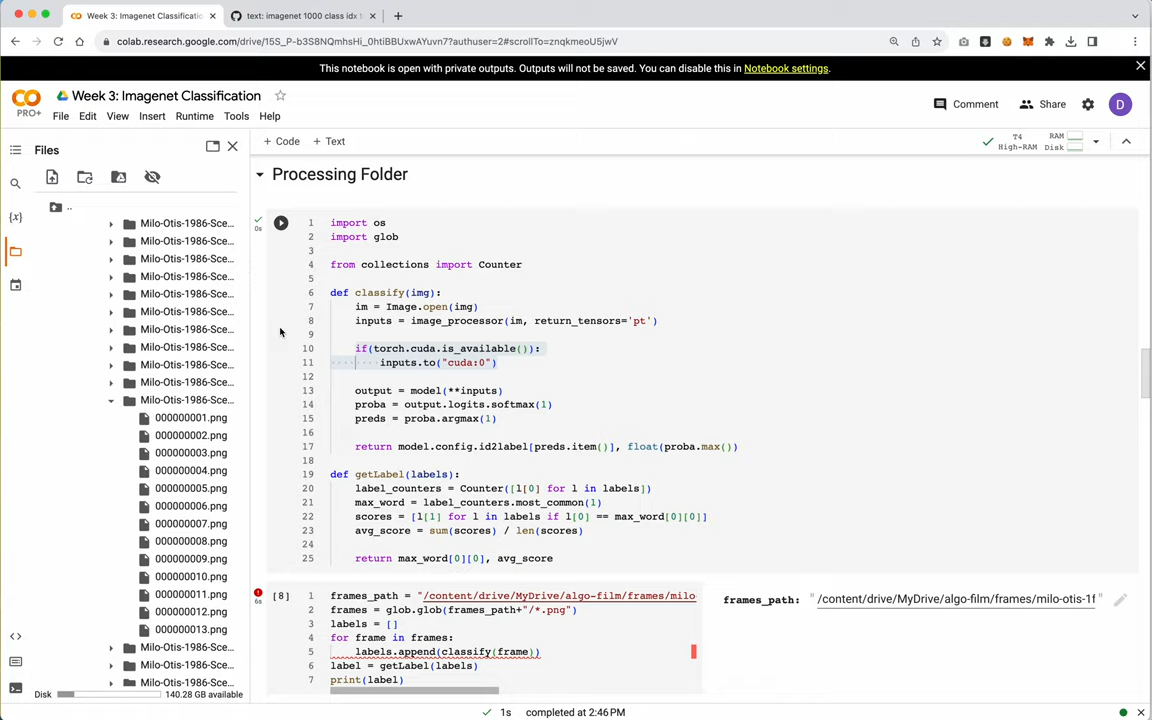 Week 3: Imagenet Classificatio
text: imagenet 1000 class idx t
colab.research.google.com/drive/15S_P-b3S8NQmhsHi_0htiBBUxwAYuvn7?authuser=2#scrollTo=znqkmeoU5jwV
This notebook is open with private outputs. Outputs will not be saved. You can disable this in Notebook settings.
CO
PRO+
Week 3: Imagenet Classification
File Edit View Insert Runtime Tools Help
Comment
Share
D
Files
+ Code + Text
T4
High-RAM
RAM
Disk
{x}
..
Milo-Otis-1986-Sce...
Milo-Otis-1986-Sce...
Milo-Otis-1986-Sce...
Milo-Otis-1986-Sce...
Milo-Otis-1986-Sce...
Milo-Otis-1986-Sce...
Milo-Otis-1986-Sce...
Milo-Otis-1986-Sce...
Milo-Otis-1986-Sce...
Milo-Otis-1986-Sce...
Milo-Otis-1986-Sce...
000000001.png
000000002.png
000000003.png
000000004.png
000000005.png
000000006.png
000000007.png
000000008.png
000000009.png
000000010.png
000000011.png
000000012.png
000000013.png
Milo-Otis-1986-Sce...
Milo-Otis-1986-Sce...
Milo-Otis-1986-Sce...
Disk 140.28 GB available
Processing Folder
0s
1 import os
2 import glob
3
4 from collections import Counter
5
6 def classify(img):
7 im = Image.open(img)
8 inputs = image_processor(im, return_tensors='pt')
9
10 if(torch.cuda.is_available()):
11 inputs.to("cuda:0")
12
13 output = model(**inputs)
14 proba = output.logits.softmax(1)
15 preds = proba.argmax(1)
16
17 return model.config.id2label[preds.item()], float(proba.max())
18
19 def getLabel(labels):
20 label_counters = Counter([l[0] for l in labels])
21 max_word = label_counters.most_common(1)
22 scores = [l[1] for l in labels if l[0] == max_word[0][0]]
23 avg_score = sum(scores) / len(scores)
24
25 return max_word[0][0], avg_score
6s
[8]
1 frames_path = "/content/drive/MyDrive/algo-film/frames/milo-
2 frames = glob.glob(frames_path+"/*.png")
3 labels = []
4 for frame in frames:
5 labels.append(classify(frame))
6 label = getLabel(labels)
7 print(label)
frames_path: "/content/drive/MyDrive/algo-film/frames/milo-otis-1f "
1s completed at 2:46PM